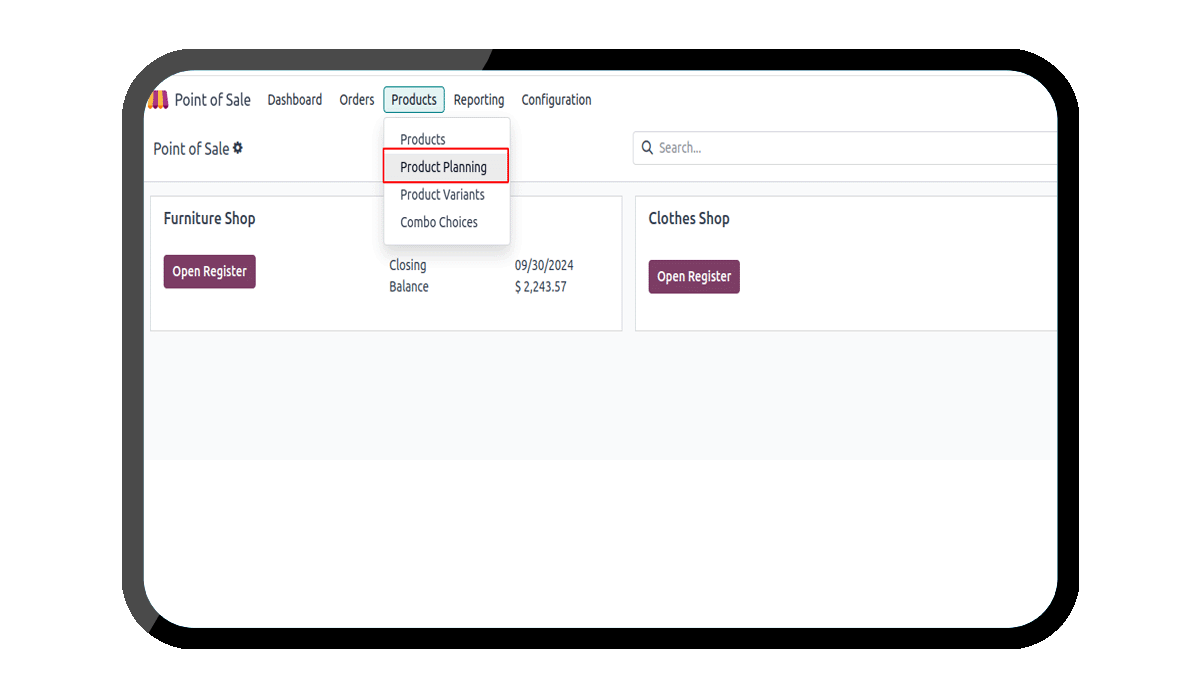 Point of Sale Dashboard Orders Products Reporting Configuration
Point of Sale
Search...
Products
Product Planning
Product Variants
Combo Choices
Furniture Shop
Open Register
Closing 09/30/2024
Balance $ 2,243.57
Clothes Shop
Open Register